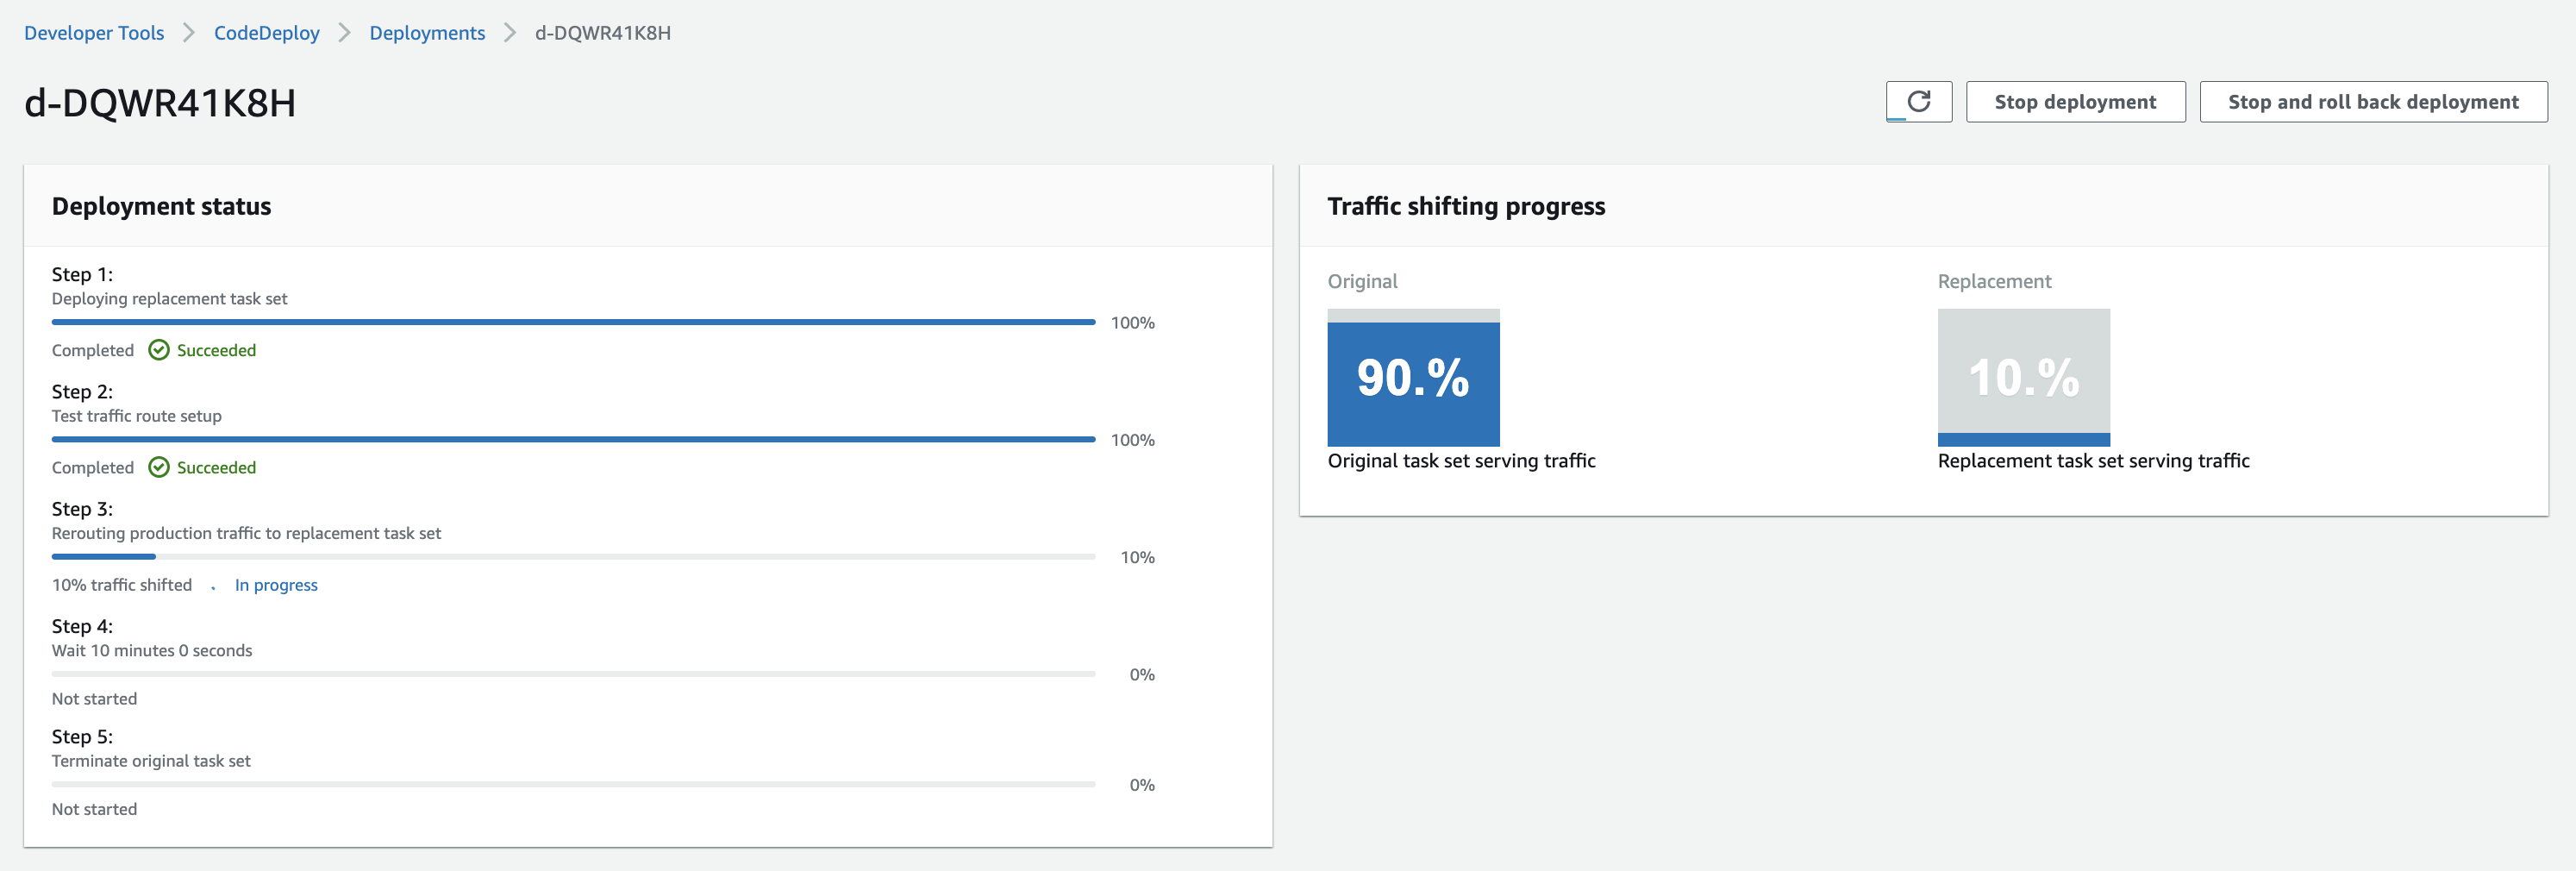 Developer Tools > CodeDeploy > Deployments > d-DQWR41K8H
d-DQWR41K8H
Stop deployment
Stop and roll back deployment
Deployment status
Step 1:
Deploying replacement task set
100%
Completed Succeeded
Step 2:
Test traffic route setup
100%
Completed Succeeded
Step 3:
Rerouting production traffic to replacement task set
10%
10% traffic shifted In progress
Step 4:
Wait 10 minutes 0 seconds
0%
Not started
Step 5:
Terminate original task set
0%
Not started
Traffic shifting progress
Original
90.%
Original task set serving traffic
Replacement
10.%
Replacement task set serving traffic